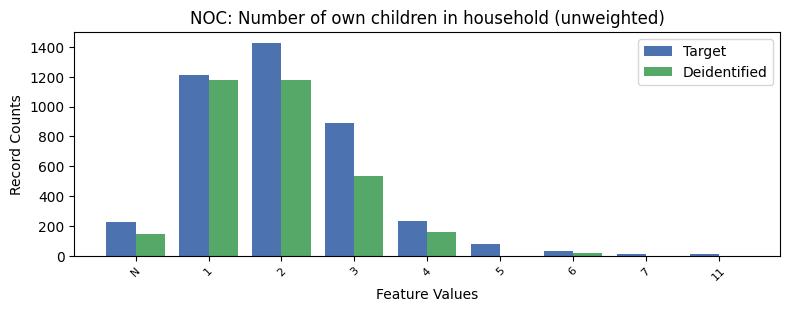 NOC: Number of own children in household (unweighted)
Target
Deidentified
Record Counts
1400
1200
1000
800
600
400
200
0
N 1 2 3 4 5 6 7 11
Feature Values